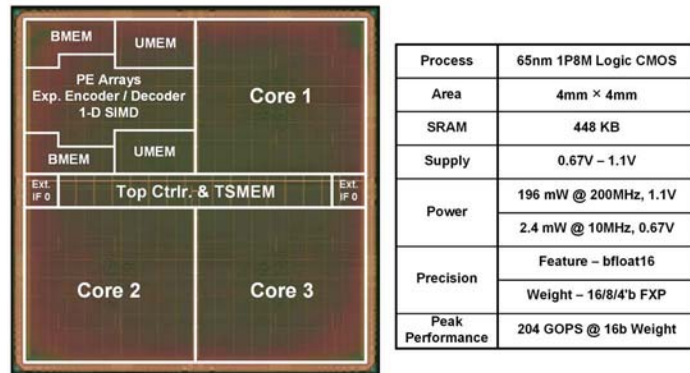 BMEM
UMEM
PE Arrays
Exp. Encoder / Decoder
1-D SIMD
BMEM
UMEM
Core 1
Ext.
IF 0
Top Ctrlr. & TSMEM
Ext.
IF 0
Core 2
Core 3
Process
65nm 1P8M Logic CMOS
Area
4mm × 4mm
SRAM
448 KB
Supply
0.67V – 1.1V
Power
196 mW @ 200MHz, 1.1V
2.4 mW @ 10MHz, 0.67V
Precision
Feature – bfloat16
Weight – 16/8/4'b FXP
Peak
Performance
204 GOPS @ 16b Weight